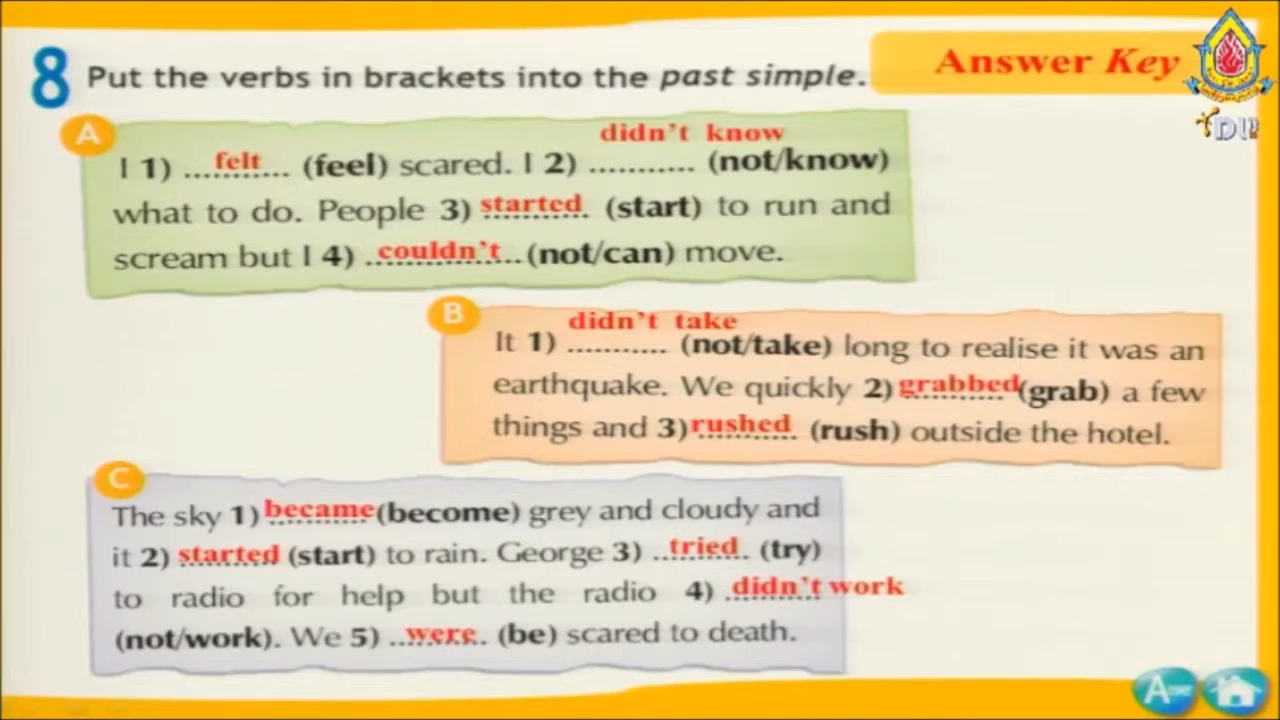 8 Put the verbs in brackets into the past simple.
Answer Key
A
didn't know
I 1) ....felt.... (feel) scared. I 2) ........... (not/know)
what to do. People 3) started (start) to run and
scream but I 4) ..couldn't.. (not/can) move.
B
didn't take
It 1) ........... (not/take) long to realise it was an
earthquake. We quickly 2) grabbed (grab) a few
things and 3) rushed (rush) outside the hotel.
C
The sky 1) became (become) grey and cloudy and
it 2) started (start) to rain. George 3) ..tried.. (try)
to radio for help but the radio 4) .didn't work
(not/work). We 5) ..were.. (be) scared to death.